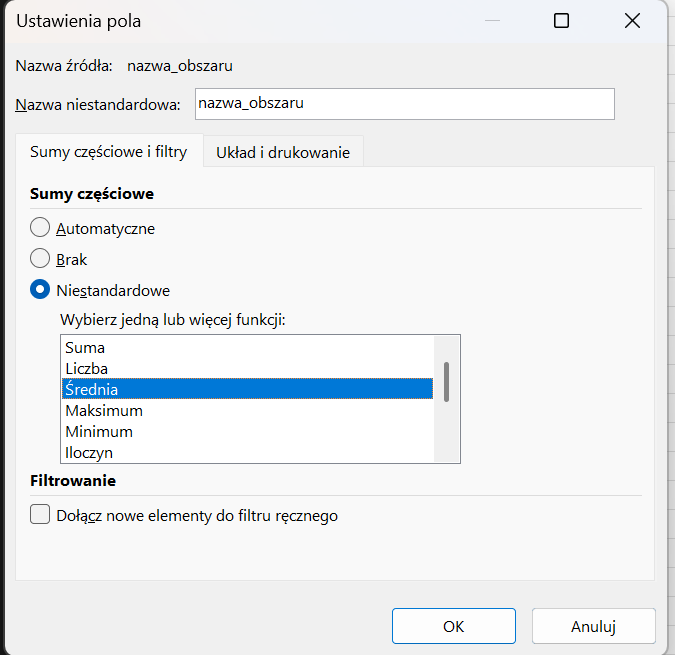 Ustawienia pola
Nazwa źródła: nazwa_obszaru
Nazwa niestandardowa: nazwa_obszaru
Sumy częściowe i filtry Układ i drukowanie
Sumy częściowe
Automatyczne
Brak
Niestandardowe
Wybierz jedną lub więcej funkcji:
Suma
Liczba
Średnia
Maksimum
Minimum
Iloczyn
Filtrowanie
Dołącz nowe elementy do filtru ręcznego
OK Anuluj